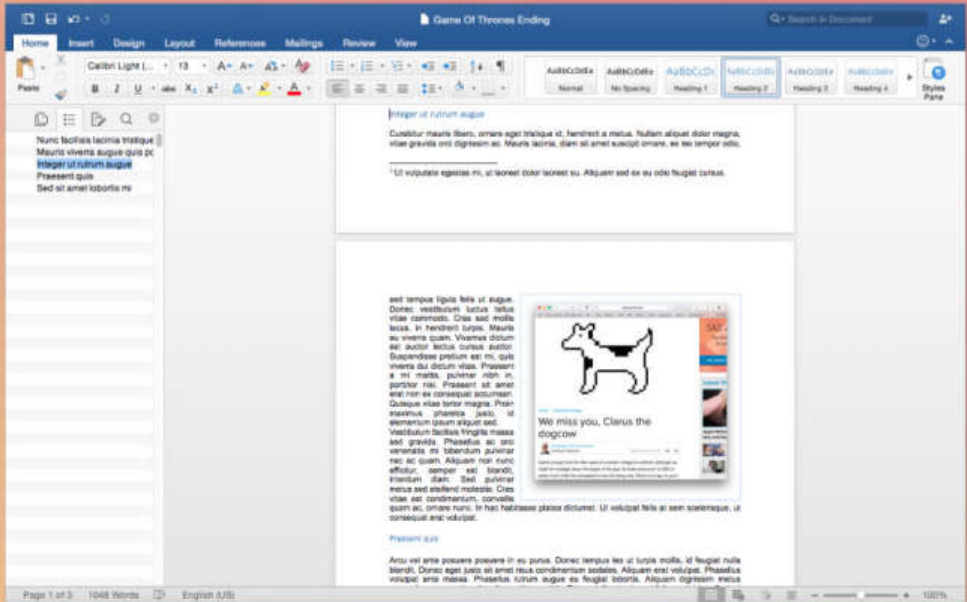 Game Of Thrones Ending
Search in Document
Home Insert Design Layout References Mailings Review View
Paste
Calibri Light (... 13
Normal
No Spacing
Heading 1
Heading 2
Heading 3
Heading 4
Styles Pane
Nunc facilisis lacinia tristique
Mauris viverra augue quis po
Integer ut rutrum augue
Praesent quis
Sed sit amet lobortis mi
Integer ut rutrum augue
Curabitur mauris libero, ornare eget tristique id, hendrerit a metus. Nullam aliquet dolor magna,
vitae gravida orci dignissim ac. Mauris lacinia, diam sit amet suscipit ornare, ex leo tempor odio,
Ut vulputate egestas mi, ut laoreet dolor laoreet eu. Aliquam sed ex eu odio feugiat cursus.
sed tempus ligula felis ut augue.
Donec vestibulum luctus tellus
vitae commodo. Cras sed mollis
lacus, in hendrerit turpis. Mauris
eu viverra quam. Vivamus dictum
est auctor lectus cursus auctor.
Suspendisse pretium est mi, quis
viverra dui dictum vitae. Praesent
a mi mattis, pulvinar nibh in,
porttitor nisl. Praesent sit amet
erat non ex consequat accumsan.
Quisque vitae tortor magna. Proin
maximus pharetra justo, id
elementum ipsum aliquet sed.
Vestibulum facilisis fringilla massa
sed gravida. Phasellus ac orci
venenatis mi bibendum pulvinar
nec ac quam. Aliquam non nunc
efficitur, semper est blandit,
interdum diam. Sed pulvinar
metus sed eleifend molestie. Cras
vitae est condimentum, convallis
quam ac, ornare nunc. In hac habitasse platea dictumst. Ut volutpat felis at sem scelerisque, ut
consequat erat volutpat.
We miss you, Clarus the
dogcow
Praesent quis
Arcu vel ante posuere posuere in eu purus. Donec tempus leo ut turpis mollis, id feugiat nulla
blandit. Donec eget justo sit amet risus condimentum sodales. Aliquam erat volutpat. Phasellus
volutpat eros massa. Phasellus rutrum augue eu feugiat lobortis. Aliquam dignissim metus
Page 1 of 3 1048 Words English (US) 100%